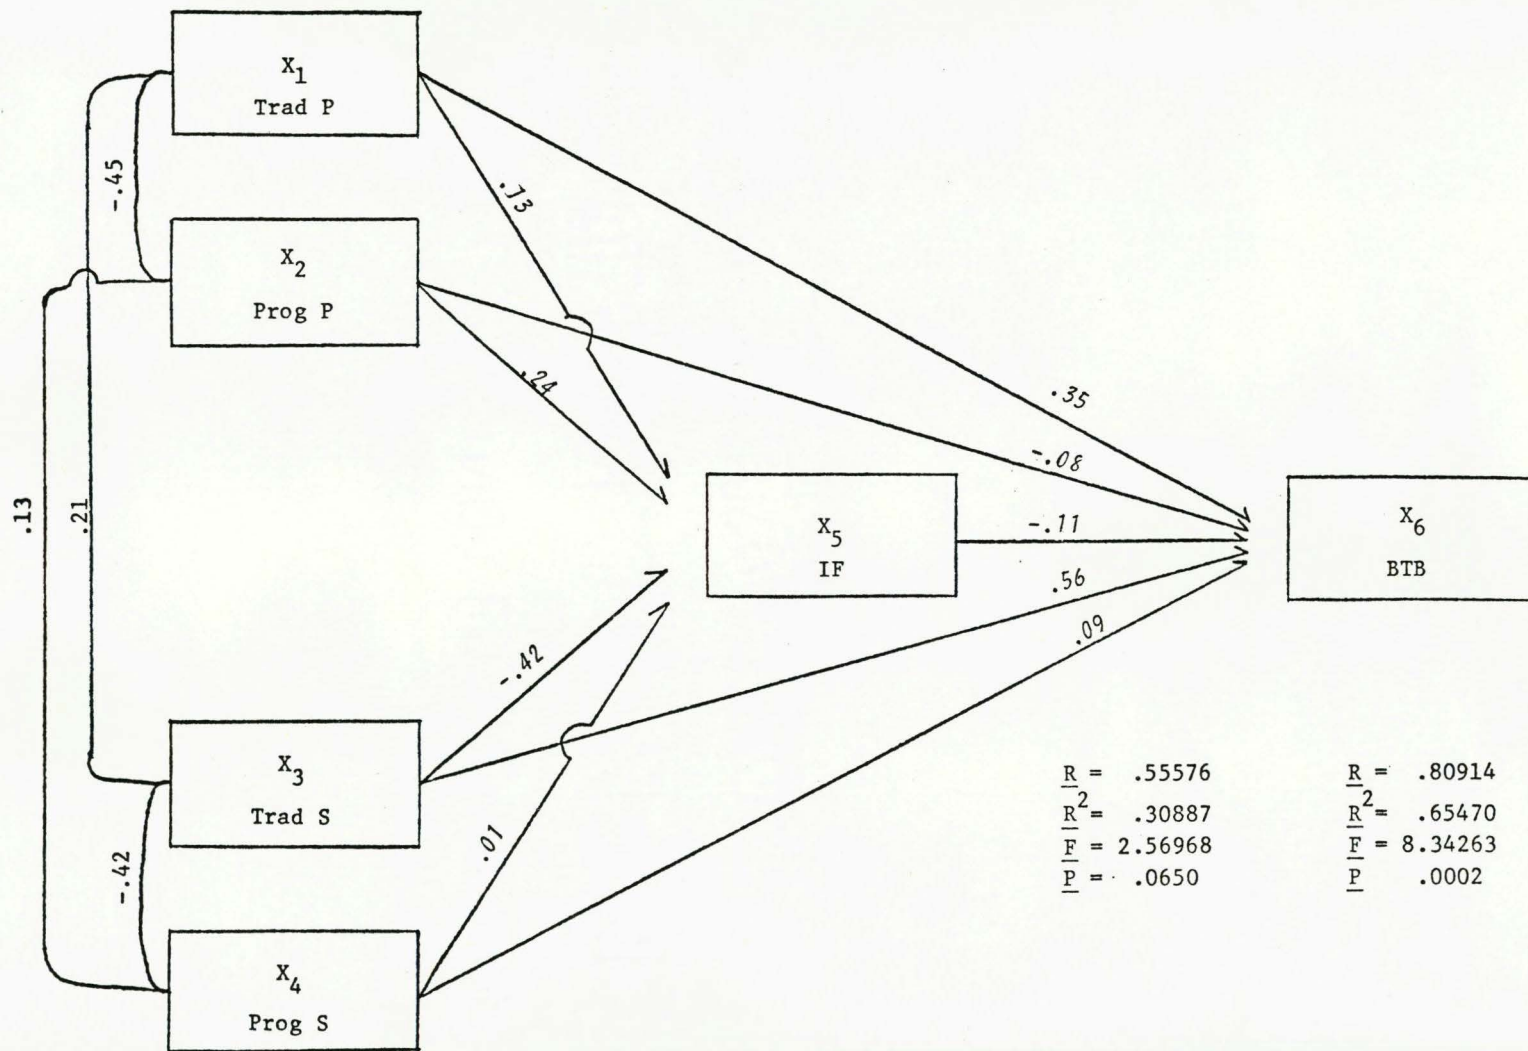 X1
Trad P
-.45
.13
X2
Prog P
.24
.35
-.08
.13
.21
X5
IF
-.11
X6
BTB
.56
.09
-.42
X3
Trad S
.01
-.42
X4
Prog S
R = .55576
R2= .30887
F = 2.56968
P = .0650
R = .80914
R2= .65470
F = 8.34263
P .0002